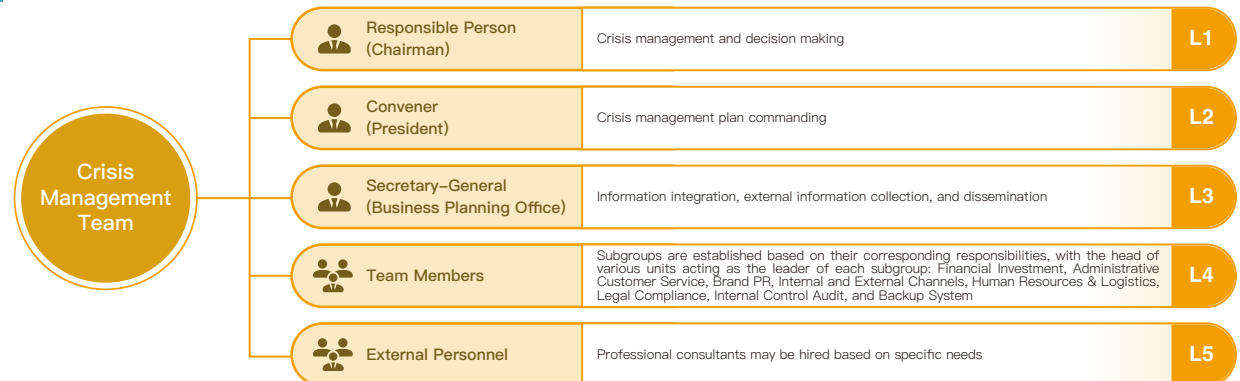 Crisis
Management
Team
Responsible Person
(Chairman)
Crisis management and decision making
L1
Convener
(President)
Crisis management plan commanding
L2
Secretary-General
(Business Planning Office)
Information integration, external information collection, and dissemination
L3
Team Members
Subgroups are established based on their corresponding responsibilities, with the head of
various units acting as the leader of each subgroup: Financial Investment, Administrative
Customer Service, Brand PR, Internal and External Channels, Human Resources & Logistics,
Legal Compliance, Internal Control Audit, and Backup System
L4
External Personnel
Professional consultants may be hired based on specific needs
L5